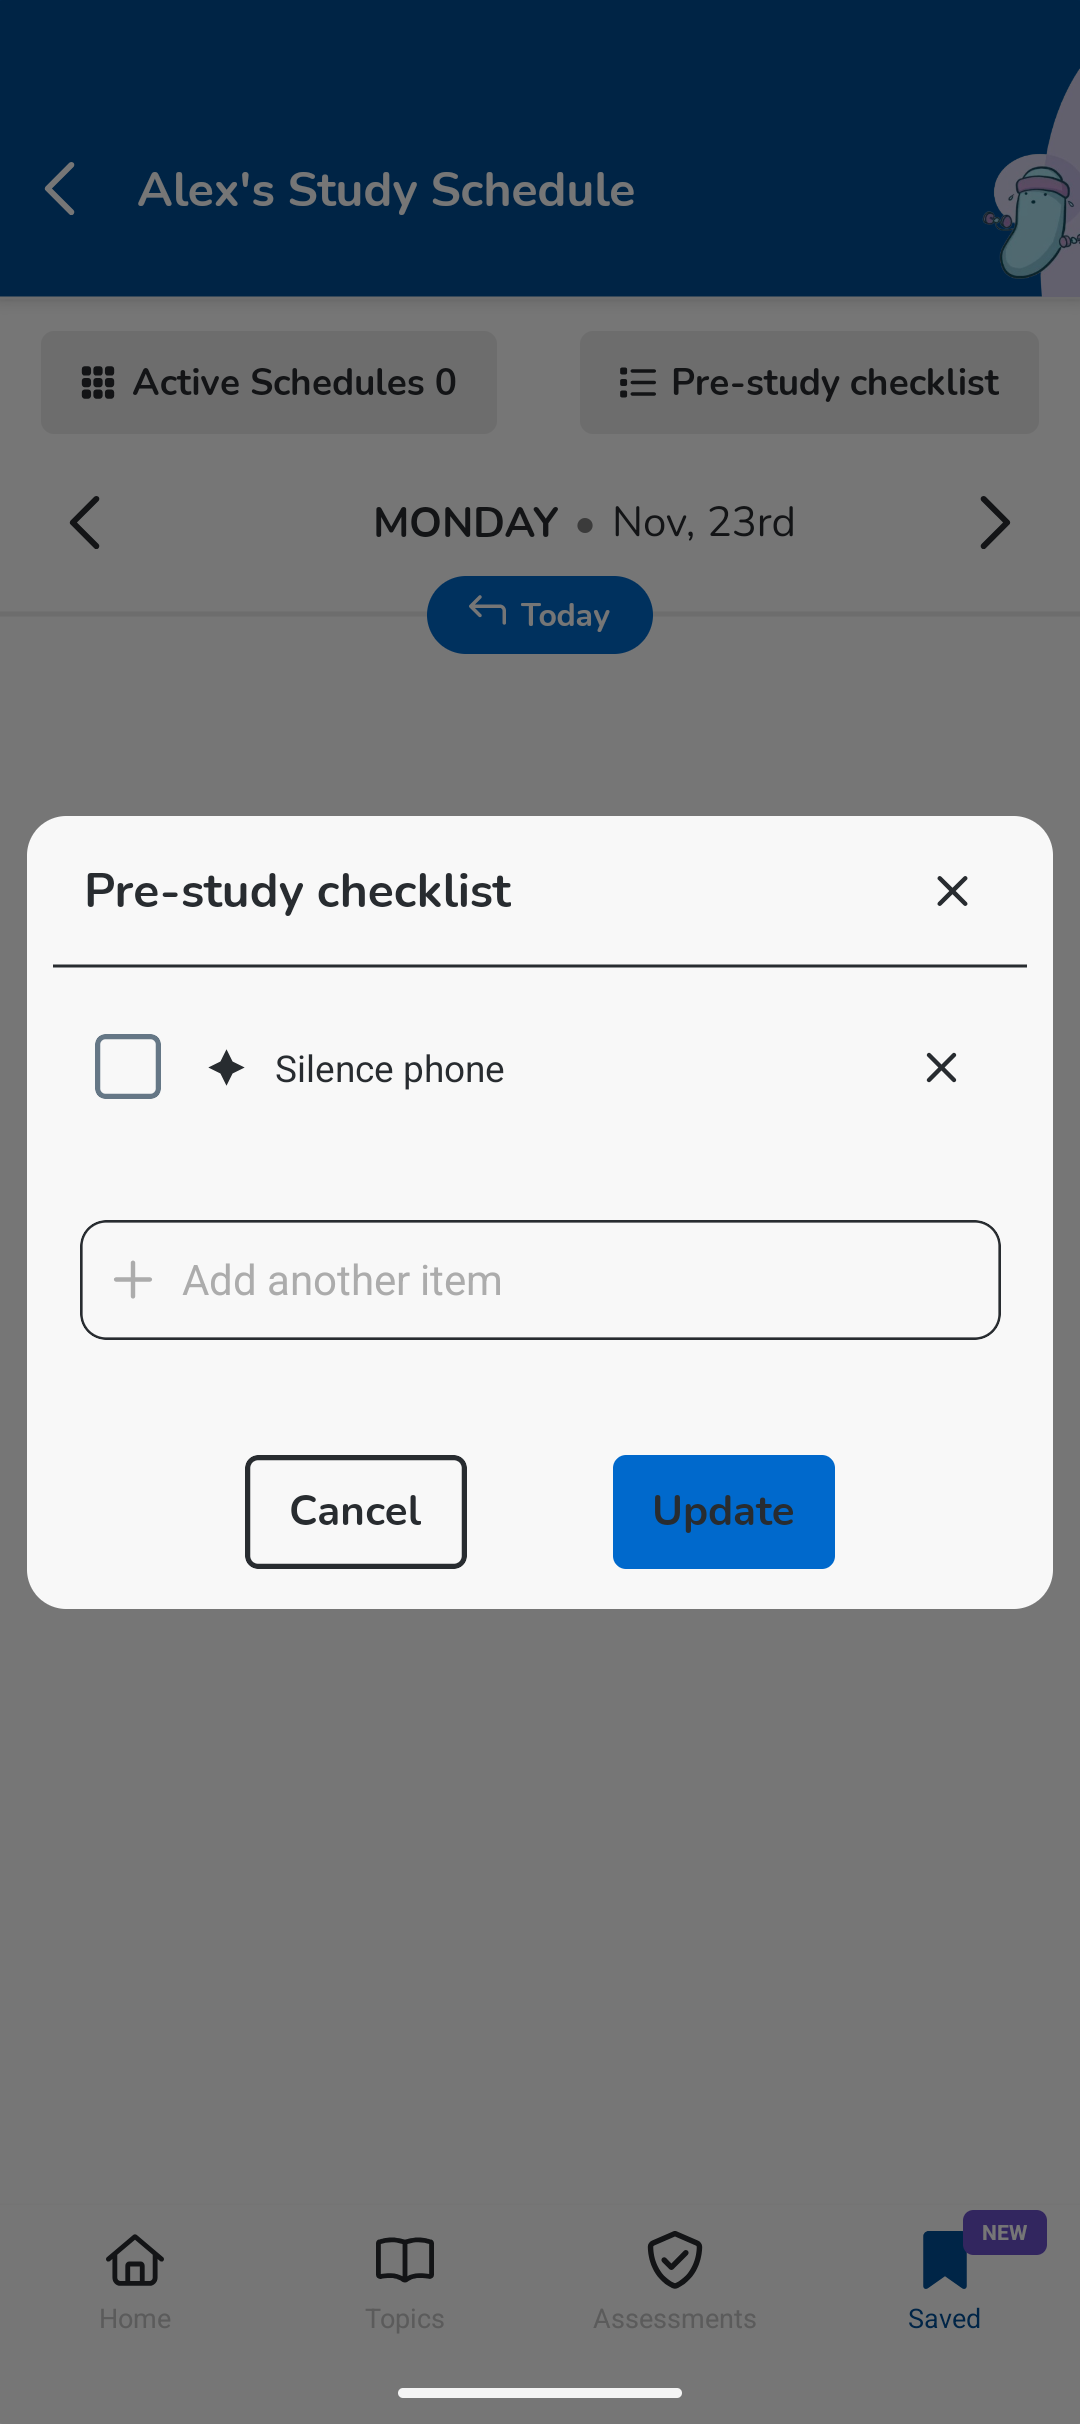 Alex's Study Schedule
Active Schedules 0
Pre-study checklist
MONDAY • Nov, 23rd
Today
Pre-study checklist
Silence phone
Add another item
Cancel
Update
NEW
Home
Topics
Assessments
Saved